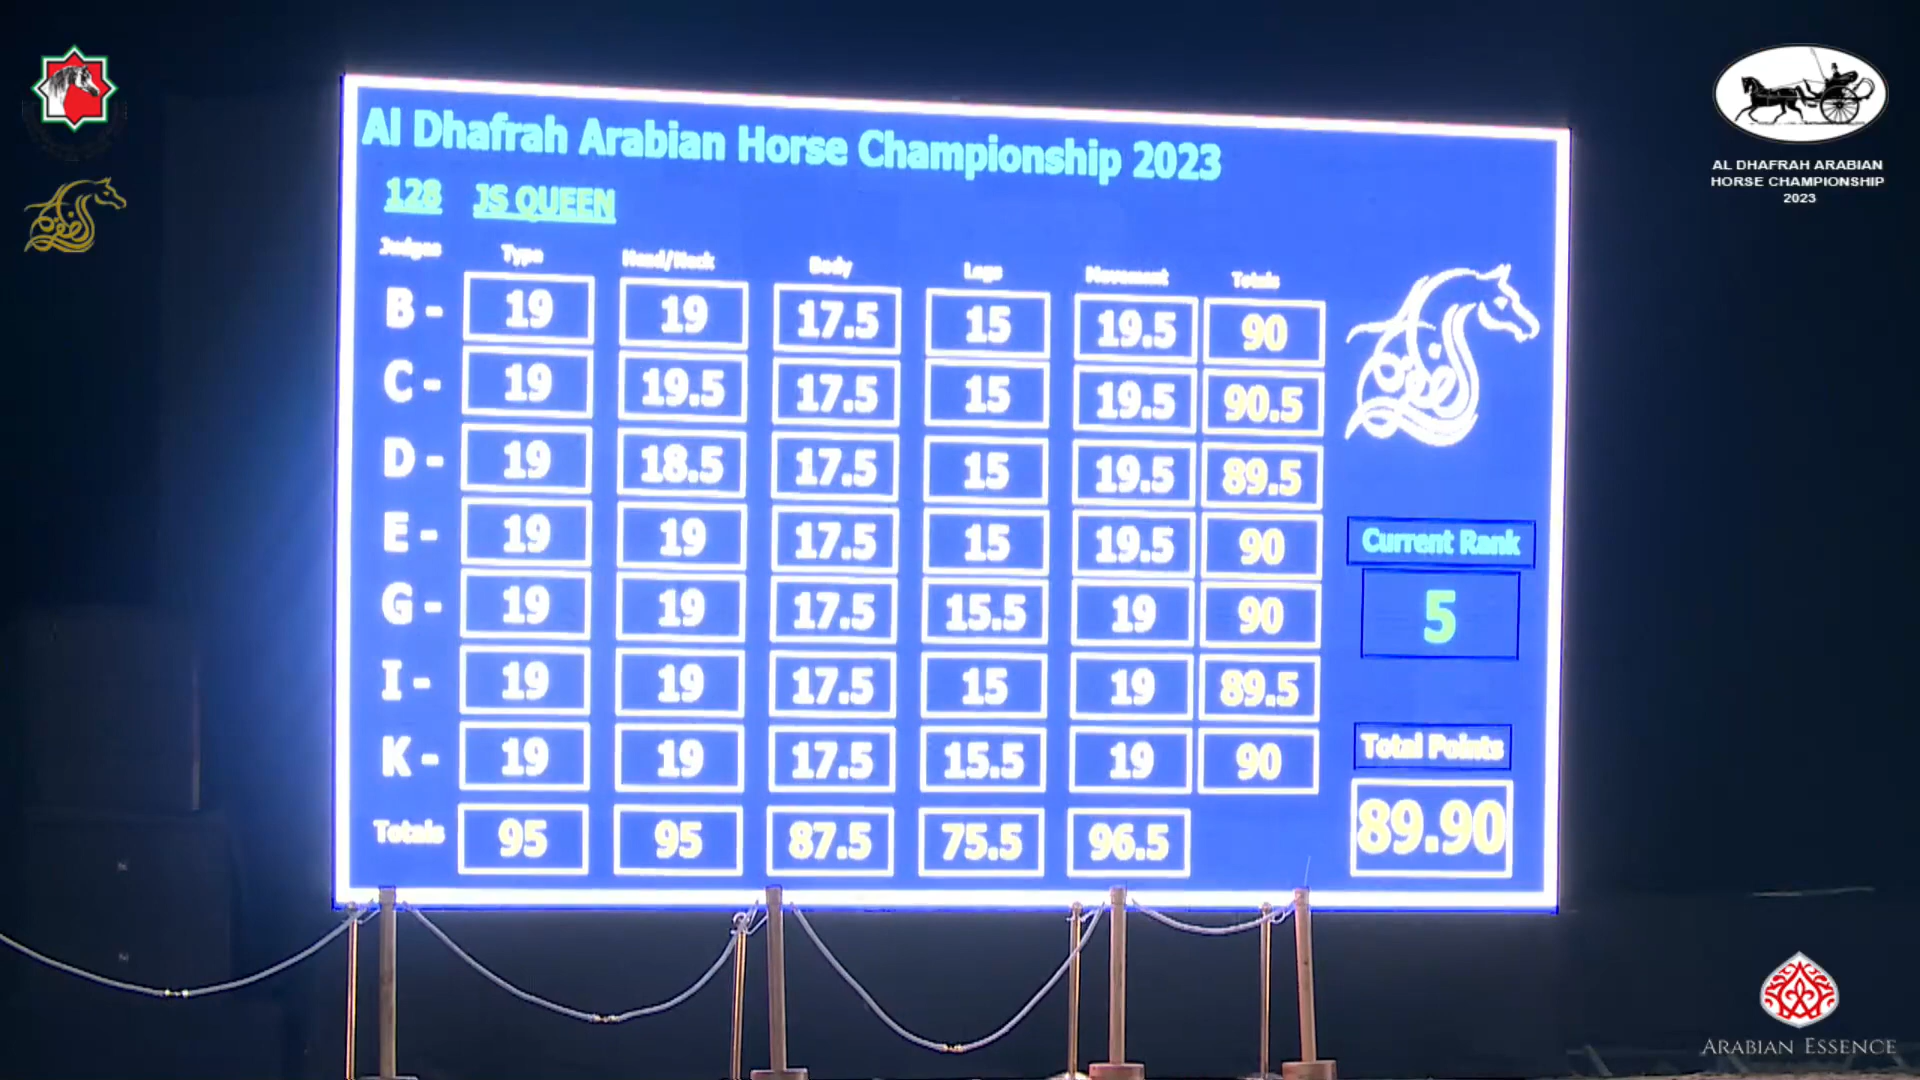 Al Dhafrah Arabian Horse Championship 2023
128 JS QUEEN
Judges Type Head/Neck Body Legs Movement Totals
B - 19 19 17.5 15 19.5 90
C - 19 19.5 17.5 15 19.5 90.5
D - 19 18.5 17.5 15 19.5 89.5
E - 19 19 17.5 15 19.5 90
G - 19 19 17.5 15.5 19 90
I - 19 19 17.5 15 19 89.5
K - 19 19 17.5 15.5 19 90
Totals 95 95 87.5 75.5 96.5
Current Rank
5
Total Points
89.90
AL DHAFRAH ARABIAN
HORSE CHAMPIONSHIP
2023
ARABIAN ESSENCE